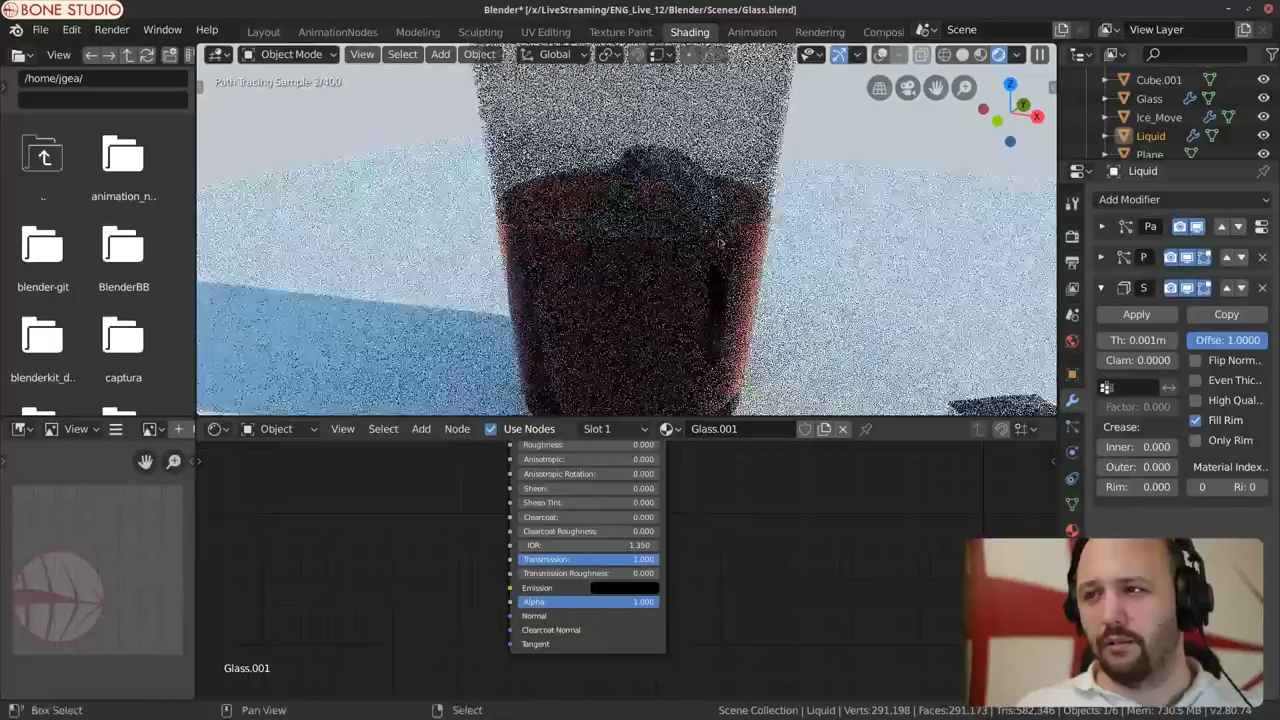 BONE STUDIO
Blender* [/x/LiveStreaming/ENG_Live_12/Blender/Scenes/Glass.blend]
File Edit Render Window Help
Layout AnimationNodes Modeling Sculpting UV Editing Texture Paint Shading Animation Rendering Composi
Scene
View Layer
View
Object Mode View Select Add Object Global
/home/jgea/
Path Tracing Sample 2/400
Z
Y
X
..
animation_n..
blender-git
BlenderBB
blenderkit_d..
captura
Cube.001
Glass
Ice_Move
Liquid
Plane
Liquid
Add Modifier
Pa
P
S
Apply Copy
Th: 0.001m Offse: 1.0000
Clam: 0.0000 Flip Norm..
Even Thic..
High Qual..
Factor: 0.000
Crease: Fill Rim
Inner: 0.000 Only Rim
Outer: 0.000 Material Index..
Rim: 0.000 0 Ri: 0
View
Object View Select Add Node Use Nodes Slot 1 Glass.001
Roughness: 0.000
Anisotropic: 0.000
Anisotropic Rotation: 0.000
Sheen: 0.000
Sheen Tint: 0.000
Clearcoat: 0.000
Clearcoat Roughness: 0.000
IOR: 1.350
Transmission: 1.000
Transmission Roughness: 0.000
Emission
Alpha: 1.000
Normal
Clearcoat Normal
Tangent
Glass.001
Box Select Pan View Select Scene Collection | Liquid | Verts:291,198 | Faces:291,173 | Tris:582,346 | Objects:1/6 | Mem: 730.5 MB | v2.80.74